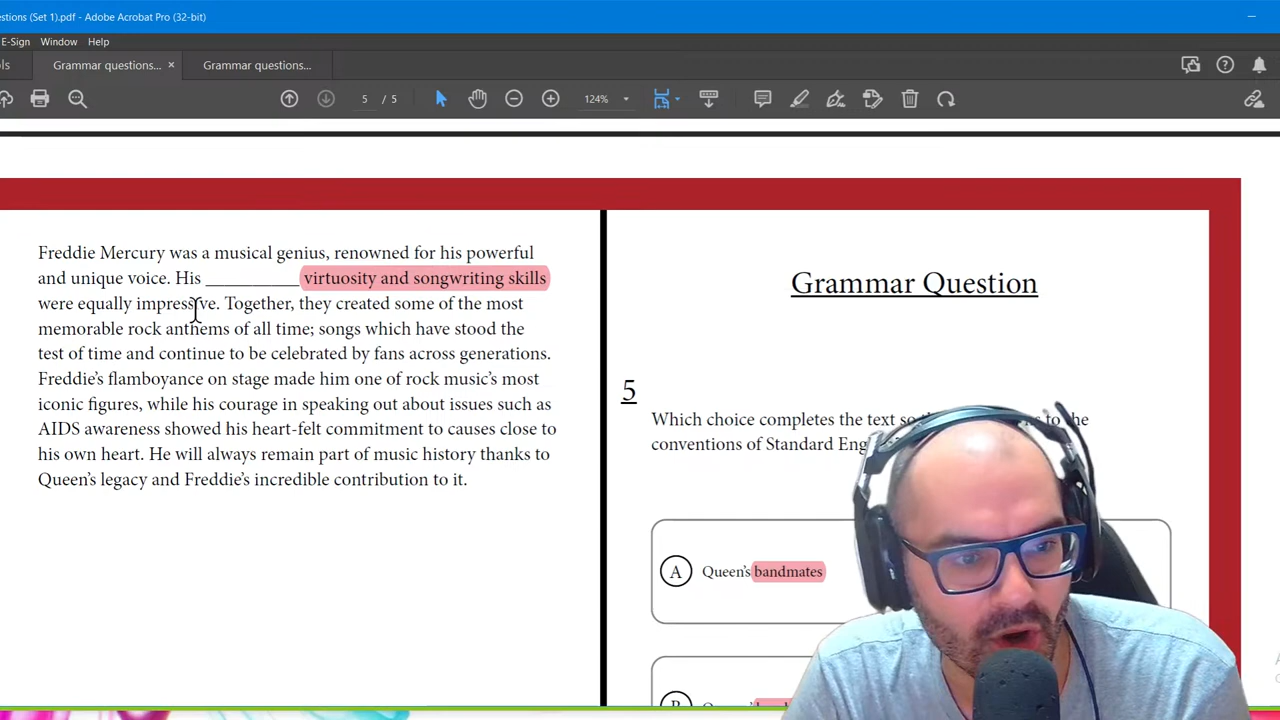 estions (Set 1).pdf - Adobe Acrobat Pro (32-bit)
E-Sign Window Help
ls Grammar questions... × Grammar questions...
5 / 5 124%
Freddie Mercury was a musical genius, renowned for his powerful
and unique voice. His __________ virtuosity and songwriting skills
were equally impressive. Together, they created some of the most
memorable rock anthems of all time; songs which have stood the
test of time and continue to be celebrated by fans across generations.
Freddie's flamboyance on stage made him one of rock music's most
iconic figures, while his courage in speaking out about issues such as
AIDS awareness showed his heart-felt commitment to causes close to
his own heart. He will always remain part of music history thanks to
Queen's legacy and Freddie's incredible contribution to it.
Grammar Question
5
Which choice completes the text to the
conventions of Standard
A Queen's bandmates